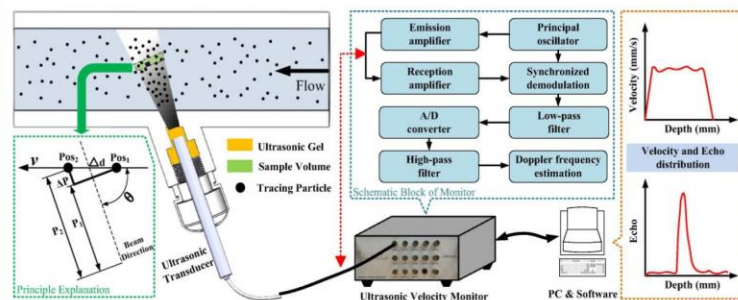 Flow
Ultrasonic Gel
Sample Volume
Tracing Particle
v
Pos₂
Δd
Pos₁
ΔP
θ
P₂
P₁
Beam
Direction
Principle Explanation
Ultrasonic
Transducer
Emission
amplifier
Principal
oscillator
Reception
amplifier
Synchronized
demodulation
A/D
converter
Low-pass
filter
High-pass
filter
Doppler frequency
estimation
Schematic Block of Monitor
Ultrasonic Velocity Monitor
PC & Software
Velocity (mm/s)
Depth (mm)
Velocity and Echo
distribution
Echo
Depth (mm)